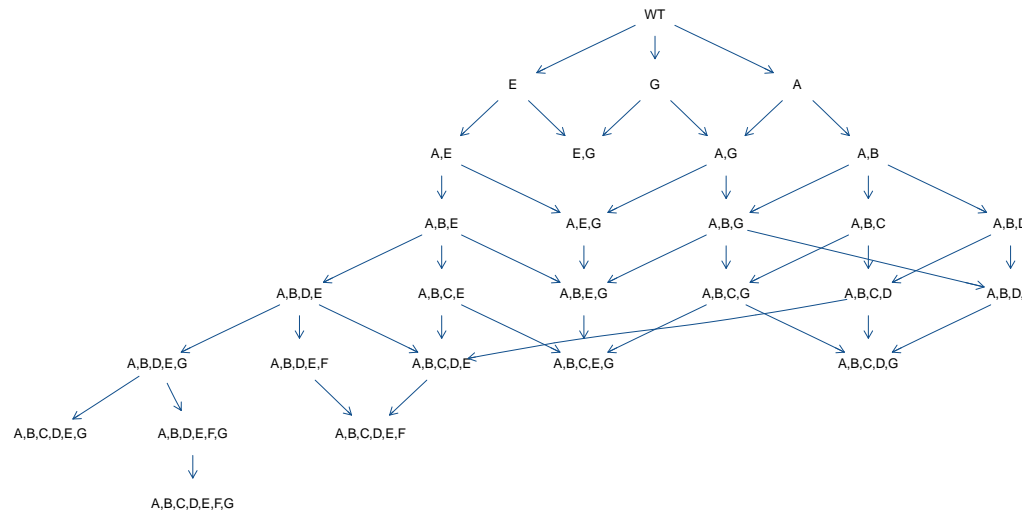 WT
E G A
A,E E,G A,G A,B
A,B,E A,E,G A,B,G A,B,C A,B,D
A,B,D,E A,B,C,E A,B,E,G A,B,C,G A,B,C,D A,B,D,
A,B,D,E,G A,B,D,E,F A,B,C,D,E A,B,C,E,G A,B,C,D,G
A,B,C,D,E,G A,B,D,E,F,G A,B,C,D,E,F
A,B,C,D,E,F,G